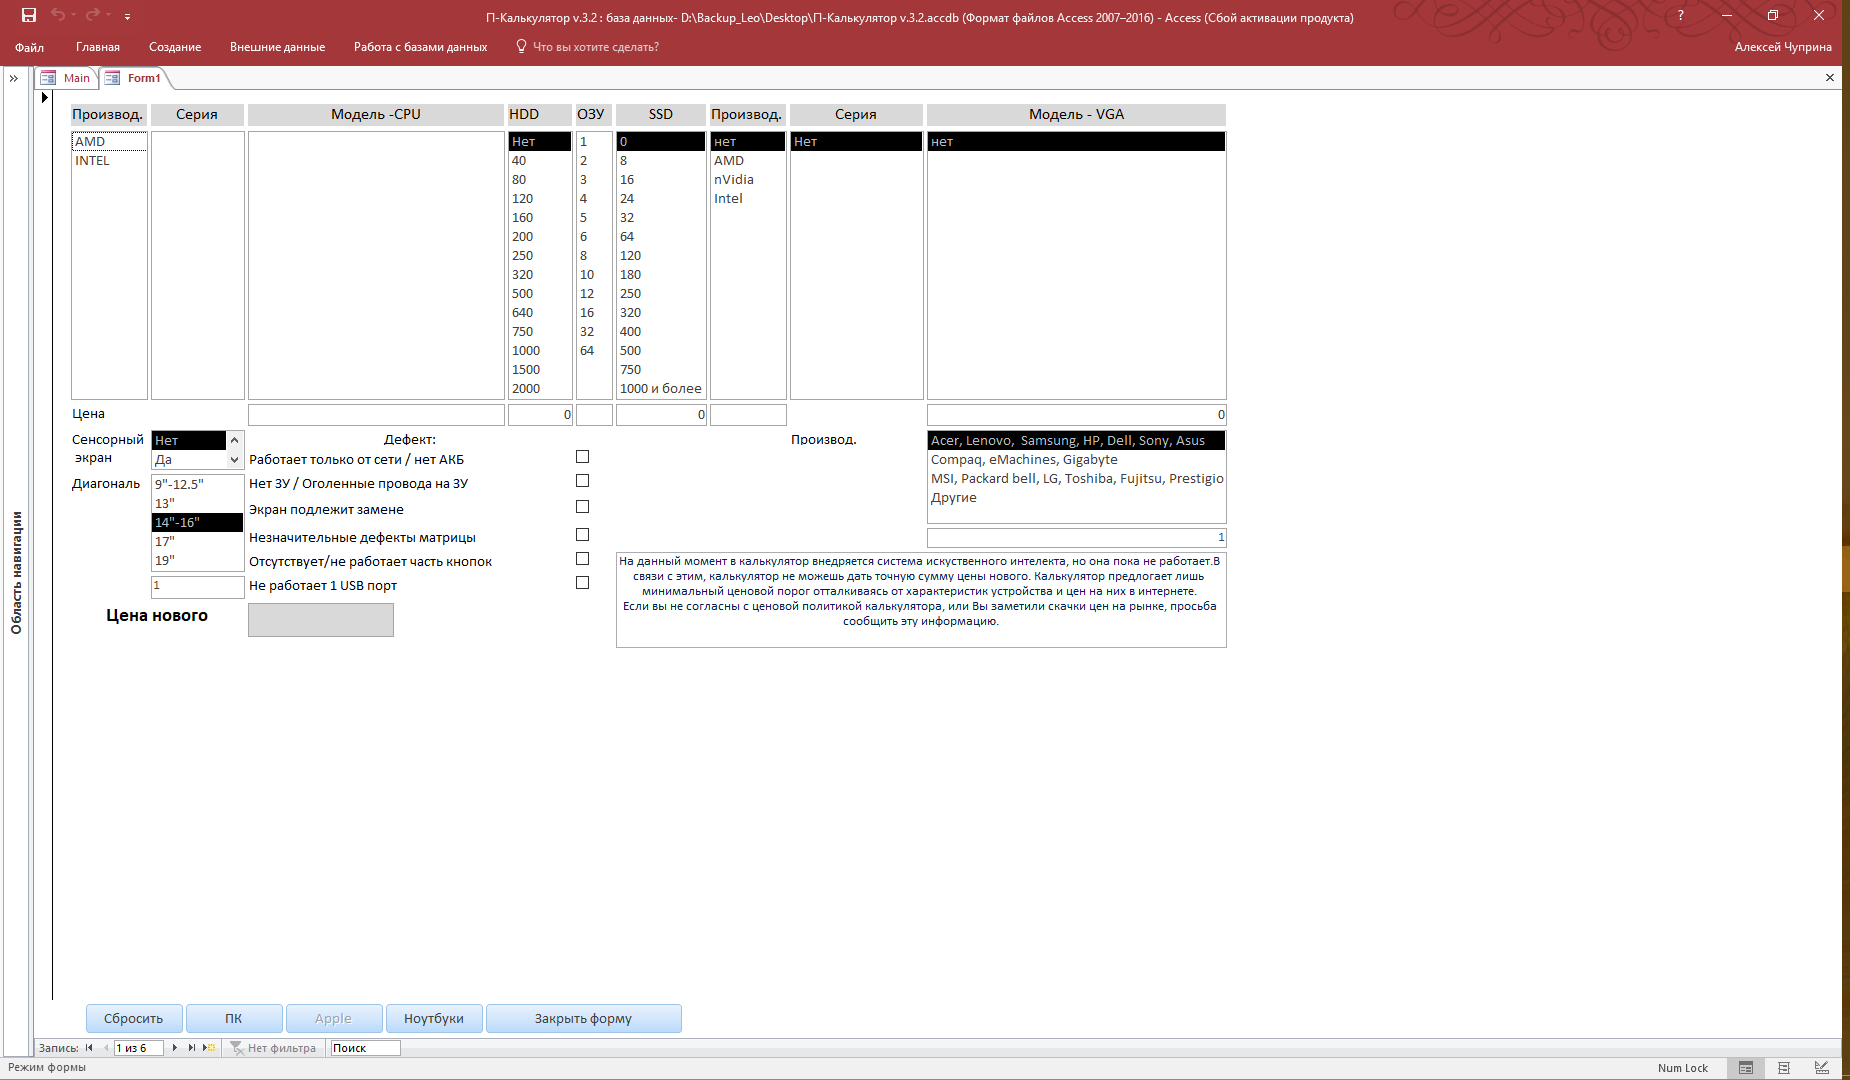 П-Калькулятор v.3.2 : база данных- D:\Backup_Leo\Desktop\П-Калькулятор v.3.2.accdb (Формат файлов Access 2007–2016) - Access (Сбой активации продукта)
?
Файл Главная Создание Внешние данные Работа с базами данных Что вы хотите сделать? Алексей Чуприна
Main Form1
Область навигации
Производ. Серия Модель -CPU HDD ОЗУ SSD Производ. Серия Модель - VGA
AMD Нет 1 0 нет Нет нет
INTEL 40 2 8 AMD
80 3 16 nVidia
120 4 24 Intel
160 5 32
200 6 64
250 8 120
320 10 180
500 12 250
640 16 320
750 32 400
1000 64 500
1500 750
2000 1000 и более
Цена 0 0 0
Сенсорный экран
Нет
Да
Дефект:
Производ.
Acer, Lenovo, Samsung, HP, Dell, Sony, Asus
Compaq, eMachines, Gigabyte
MSI, Packard bell, LG, Toshiba, Fujitsu, Prestigio
Другие
1
Диагональ
9"-12.5"
13"
14"-16"
17"
19"
1
Работает только от сети / нет АКБ
Нет ЗУ / Оголенные провода на ЗУ
Экран подлежит замене
Незначительные дефекты матрицы
Отсутствует/не работает часть кнопок
Не работает 1 USB порт
На данный момент в калькулятор внедряется система искуственного интелекта, но она пока не работает.В
связи с этим, калькулятор не можешь дать точную сумму цены нового. Калькулятор предлогает лишь
минимальный ценовой порог отталкиваясь от характеристик устройства и цен на них в интернете.
Если вы не согласны с ценовой политикой калькулятора, или Вы заметили скачки цен на рынке, просьба
сообщить эту информацию.
Цена нового
Сбросить ПК Apple Ноутбуки Закрыть форму
Запись: 1 из 6 Нет фильтра Поиск
Режим формы Num Lock